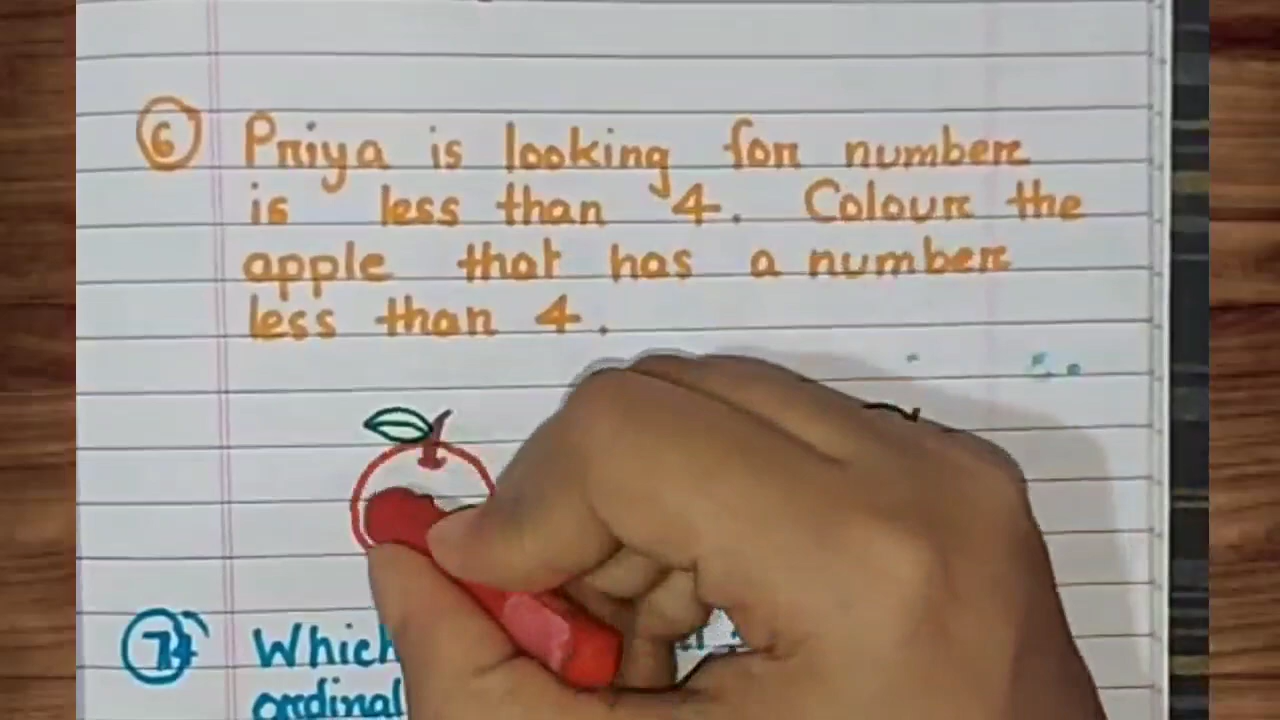 6 Priya is looking for number
is less than 4. Colour the
apple that has a number
less than 4.
7 Which
ordinal